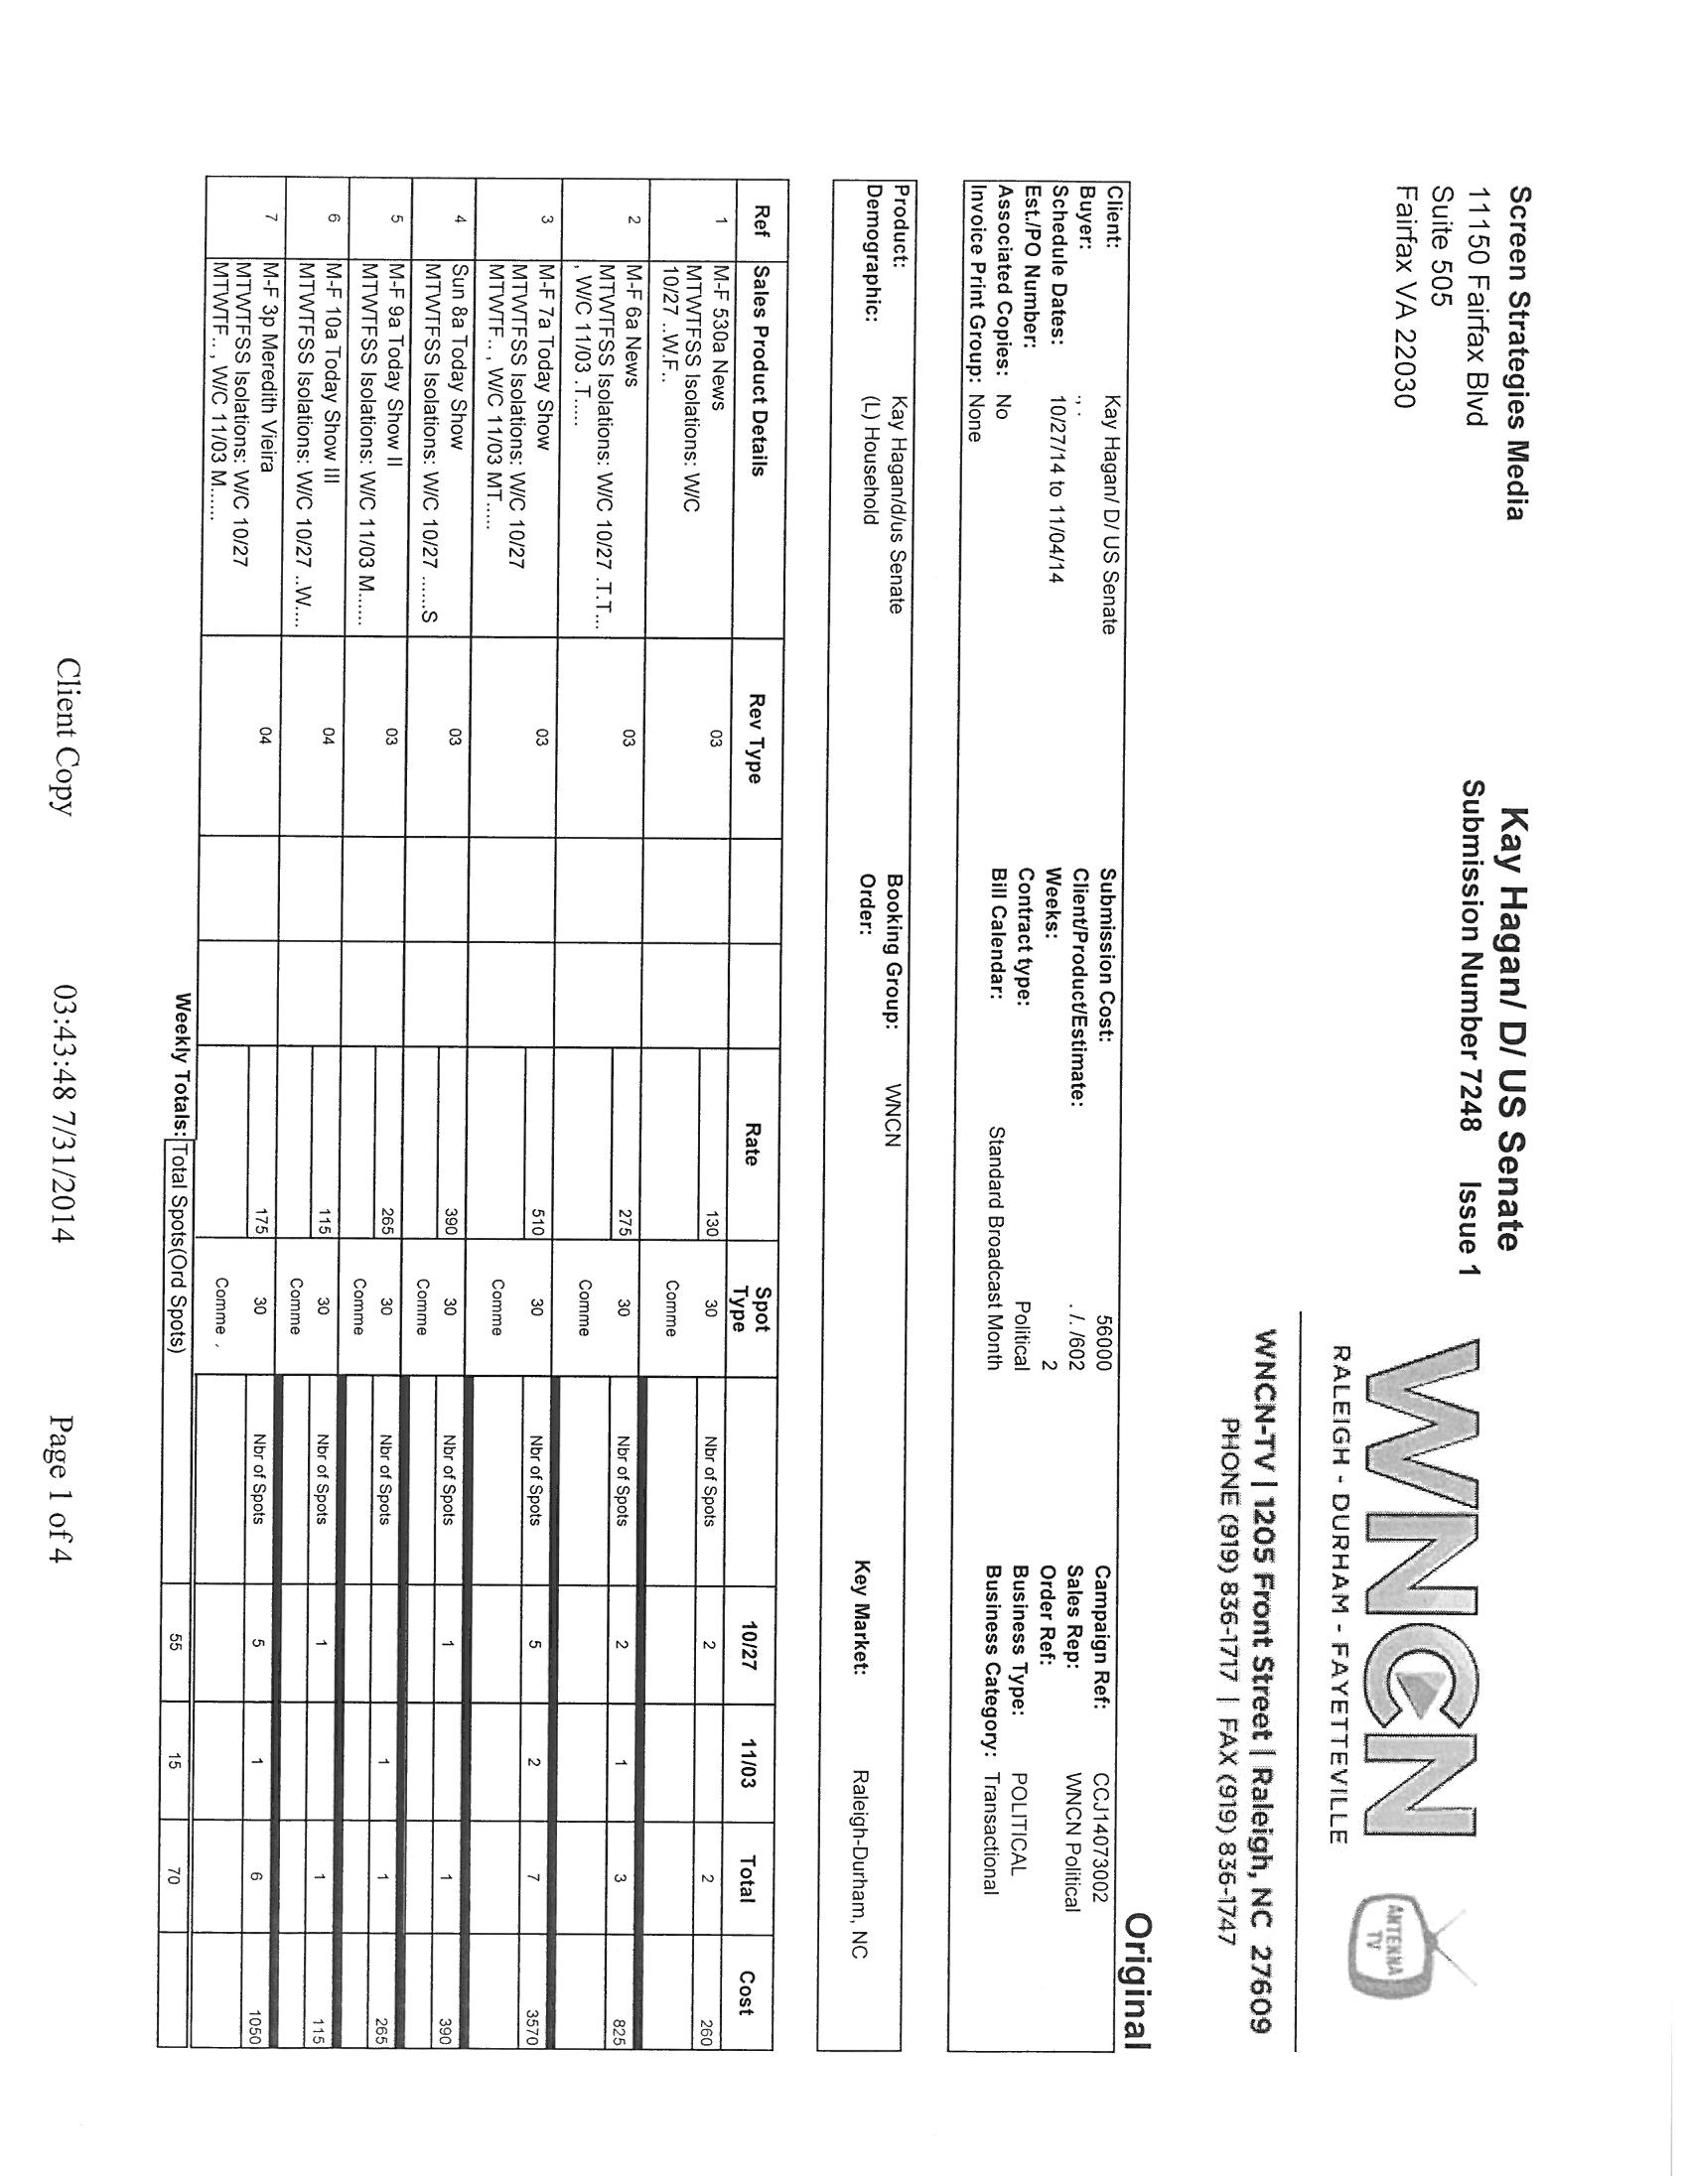 Screen Strategies Media
11150 Fairfax Blvd
Suite 505
Fairfax VA 22030
Kay Hagan/ D/ US Senate
Submission Number 7248 Issue 1
WNCN
RALEIGH - DURHAM - FAYETTEVILLE
ANTENNA
TV
WNCN-TV | 1205 Front Street | Raleigh, NC 27609
PHONE (919) 836-1717 | FAX (919) 836-1747
Original
Client: Kay Hagan/ D/ US Senate Submission Cost: 56000 Campaign Ref: CCJ14073002
Buyer: ., . Client/Product/Estimate: . /. /602 Sales Rep: WNCN Political
Schedule Dates: 10/27/14 to 11/04/14 Weeks: 2 Order Ref:
Est./PO Number: Contract type: Political Business Type: POLITICAL
Associated Copies: No Bill Calendar: Standard Broadcast Month Business Category: Transactional
Invoice Print Group: None
Product: Kay Hagan/d/us Senate Booking Group: WNCN
Demographic: (L) Household Order: Key Market: Raleigh-Durham, NC
Ref Sales Product Details Rev Type Rate Spot Type 10/27 11/03 Total Cost
1 M-F 530a News 03 130 30 Nbr of Spots 2 2 260
MTWTFSS Isolations: W/C Comme
10/27 ..W.F..
2 M-F 6a News 03 275 30 Nbr of Spots 2 1 3 825
MTWTFSS Isolations: W/C 10/27 .T.T... Comme
, W/C 11/03 .T.....
3 M-F 7a Today Show 03 510 30 Nbr of Spots 5 2 7 3570
MTWTFSS Isolations: W/C 10/27 Comme
MTWTF.. , W/C 11/03 MT.....
4 Sun 8a Today Show 03 390 30 Nbr of Spots 1 1 390
MTWTFSS Isolations: W/C 10/27 ......S Comme
5 M-F 9a Today Show II 03 265 30 Nbr of Spots 1 1 265
MTWTFSS Isolations: W/C 11/03 M...... Comme
6 M-F 10a Today Show III 04 115 30 Nbr of Spots 1 1 115
MTWTFSS Isolations: W/C 10/27 ..W.... Comme
7 M-F 3p Meredith Vieira 04 175 30 Nbr of Spots 5 1 6 1050
MTWTFSS Isolations: W/C 10/27 Comme
MTWTF.. , W/C 11/03 M......
Weekly Totals: Total Spots(Ord Spots) 55 15 70
Client Copy 03:43:48 7/31/2014 Page 1 of 4